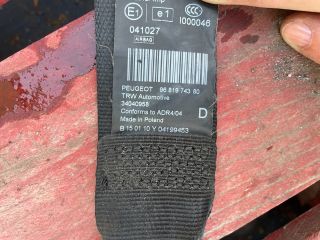 E1 e1 CCC
I000046
041027
AIRBAG
PEUGEOT 96 819 743 80
TRW Automotive
34040958
Conforms to ADR4/04
Made in Poland
D
B 15 01 10 Y 04199453